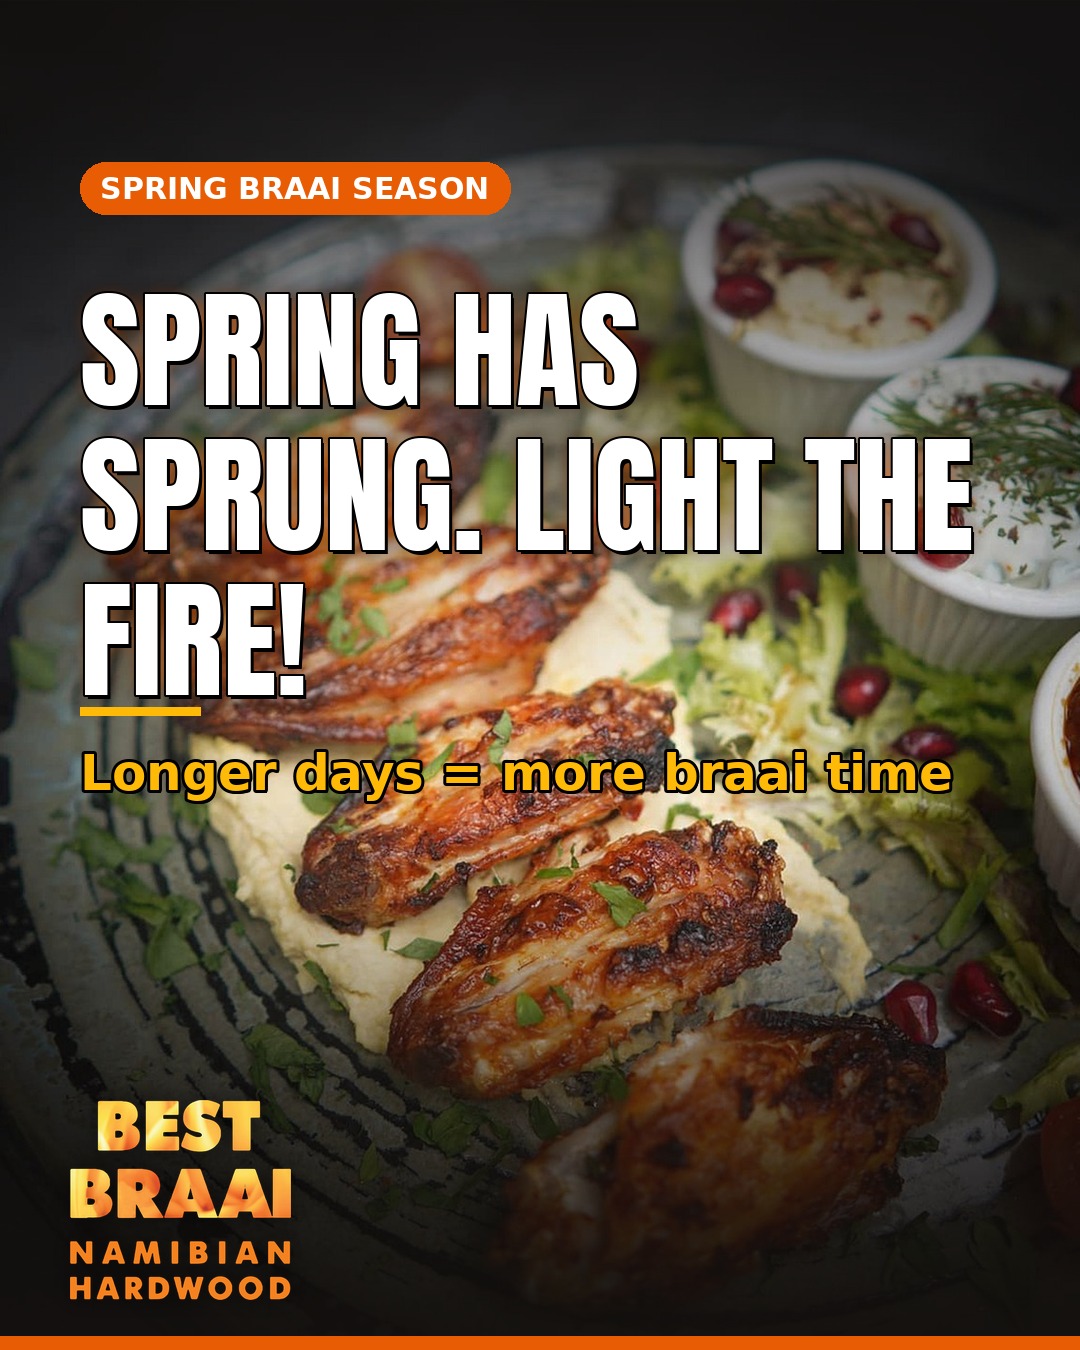 SPRING BRAAI SEASON
SPRING HAS
SPRUNG. LIGHT THE
FIRE!
Longer days = more braai time
BEST
BRAAI
NAMIBIAN
HARDWOOD